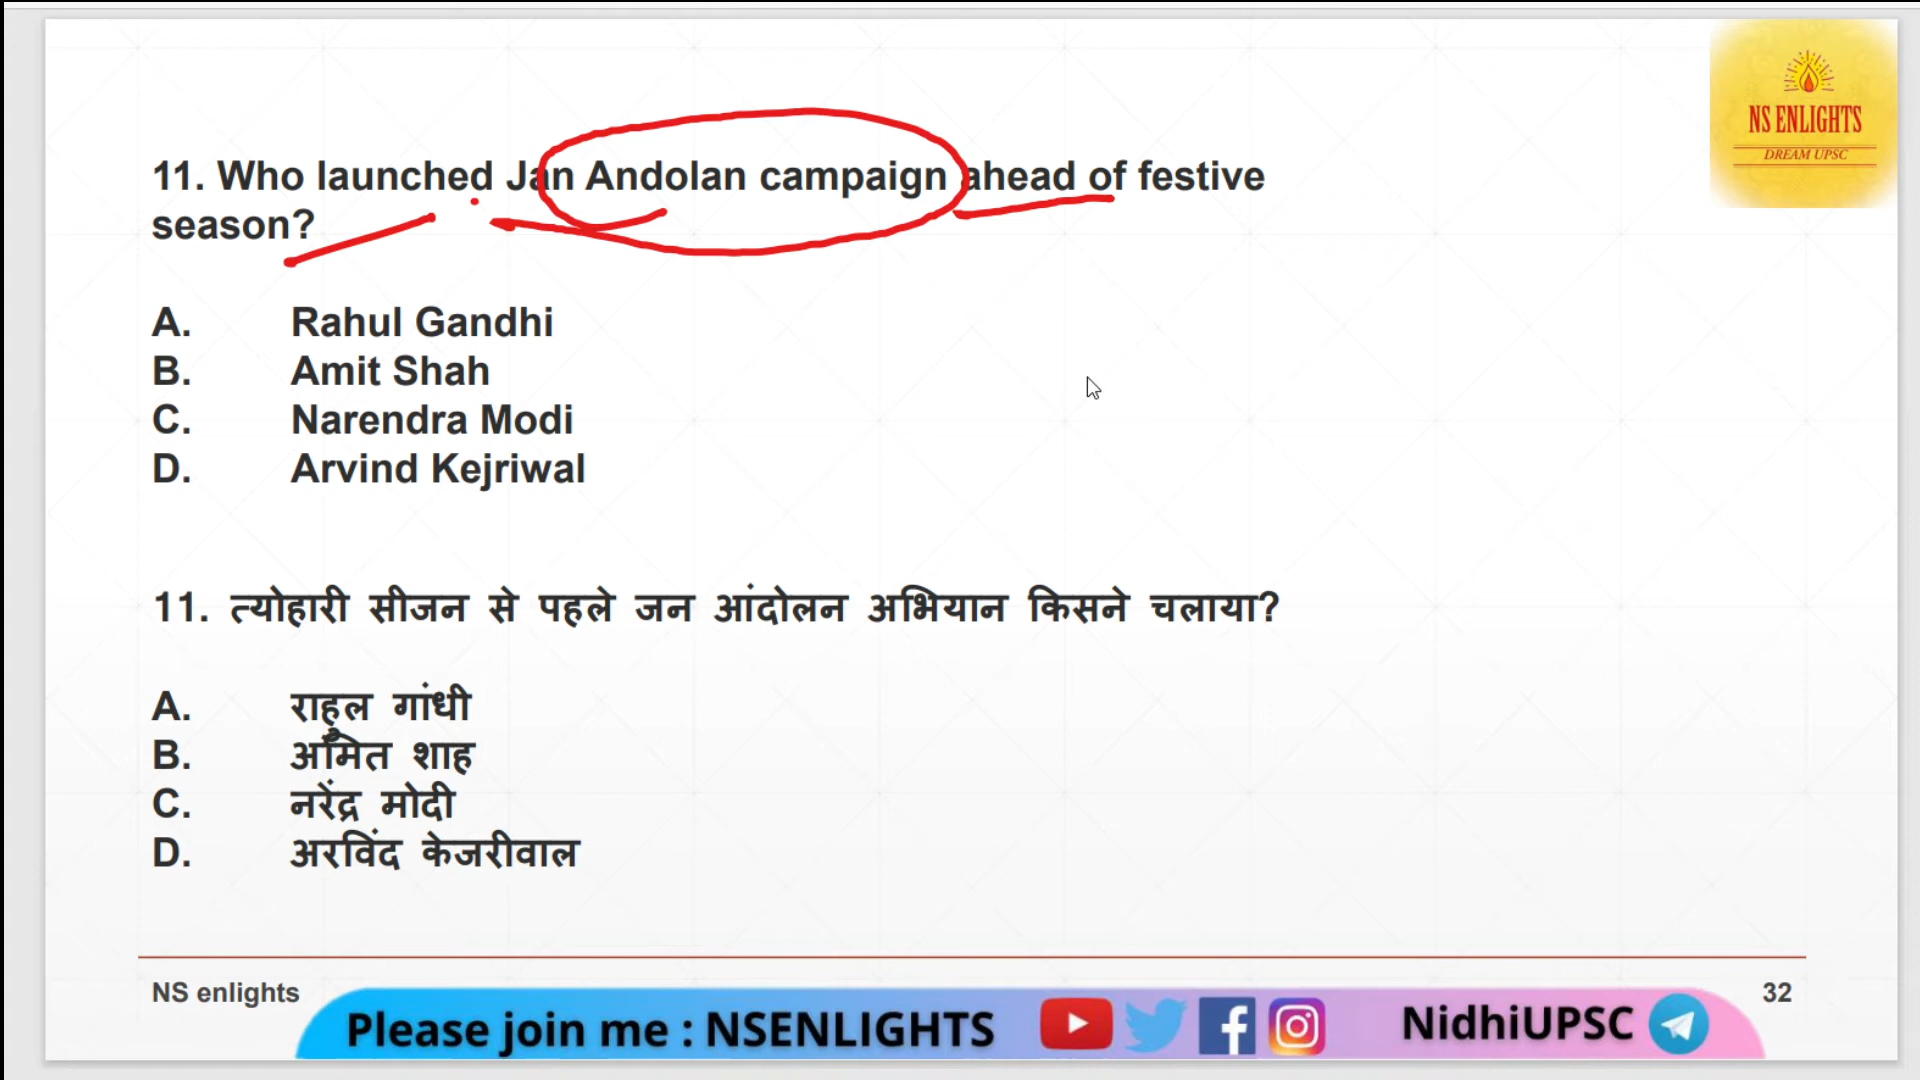 NS ENLIGHTS
DREAM UPSC
11. Who launched Jan Andolan campaign ahead of festive
season?
A. Rahul Gandhi
B. Amit Shah
C. Narendra Modi
D. Arvind Kejriwal
11. त्योहारी सीजन से पहले जन आंदोलन अभियान किसने चलाया?
A. राहुल गांधी
B. अमित शाह
C. नरेंद्र मोदी
D. अरविंद केजरीवाल
NS enlights
32
Please join me : NSENLIGHTS
NidhiUPSC